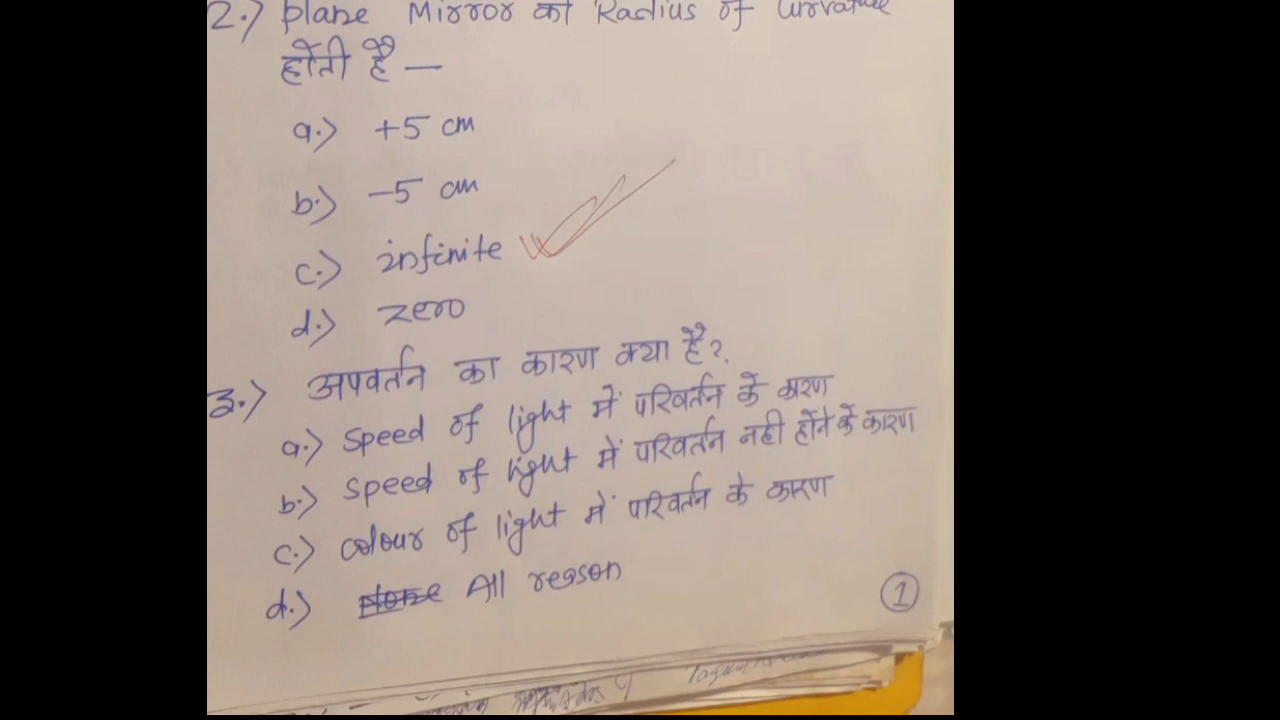 2.) plane Mirror की Radius of Curvature
होती है —
a.) +5 cm
b.) -5 cm
c.) infinite
d.) zero
3.) अपवर्तन का कारण क्या है?
a.) speed of light में परिवर्तन के कारण
b.) speed of light में परिवर्तन नही होने के कारण
c.) colour of light में परिवर्तन के कारण
d.) All reason
1